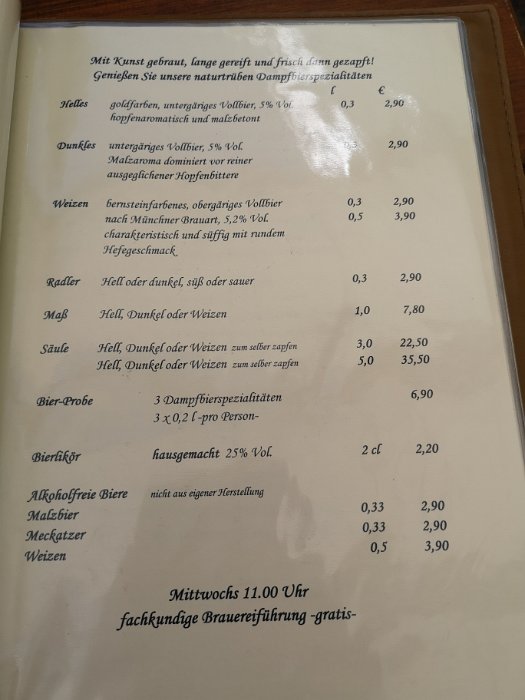 Mit Kunst gebraut, lange gereift und frisch dann gezapft!
Genießen Sie unsere naturtrüben Dampfbierspezialitäten
l €
Helles goldfarben, untergäriges Vollbier, 5% Vol. 0,3 2,90
hopfenaromatisch und malzbetont
Dunkles untergäriges Vollbier, 5% Vol. 0,3 2,90
Malzaroma dominiert vor reiner
ausgeglichener Hopfenbittere
Weizen bernsteinfarbenes, obergäriges Vollbier 0,3 2,90
nach Münchner Brauart, 5,2% Vol. 0,5 3,90
charakteristisch und süffig mit rundem
Hefegeschmack
Radler Hell oder dunkel, süß oder sauer 0,3 2,90
Maß Hell, Dunkel oder Weizen 1,0 7,80
Säule Hell, Dunkel oder Weizen zum selber zapfen 3,0 22,50
Hell, Dunkel oder Weizen zum selber zapfen 5,0 35,50
Bier-Probe 3 Dampfbierspezialitäten 6,90
3 x 0,2 l -pro Person-
Bierlikör hausgemacht 25% Vol. 2 cl 2,20
Alkoholfreie Biere nicht aus eigener Herstellung
Malzbier 0,33 2,90
Meckatzer 0,33 2,90
Weizen 0,5 3,90
Mittwochs 11.00 Uhr
fachkundige Brauereiführung -gratis-